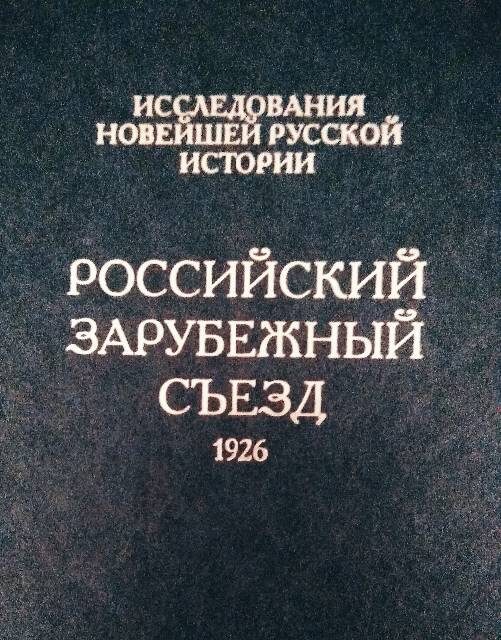 ИССЛЕДОВАНИЯ
НОВЕЙШЕЙ РУССКОЙ
ИСТОРИИ
РОССИЙСКИЙ
ЗАРУБЕЖНЫЙ
СЪЕЗД
1926